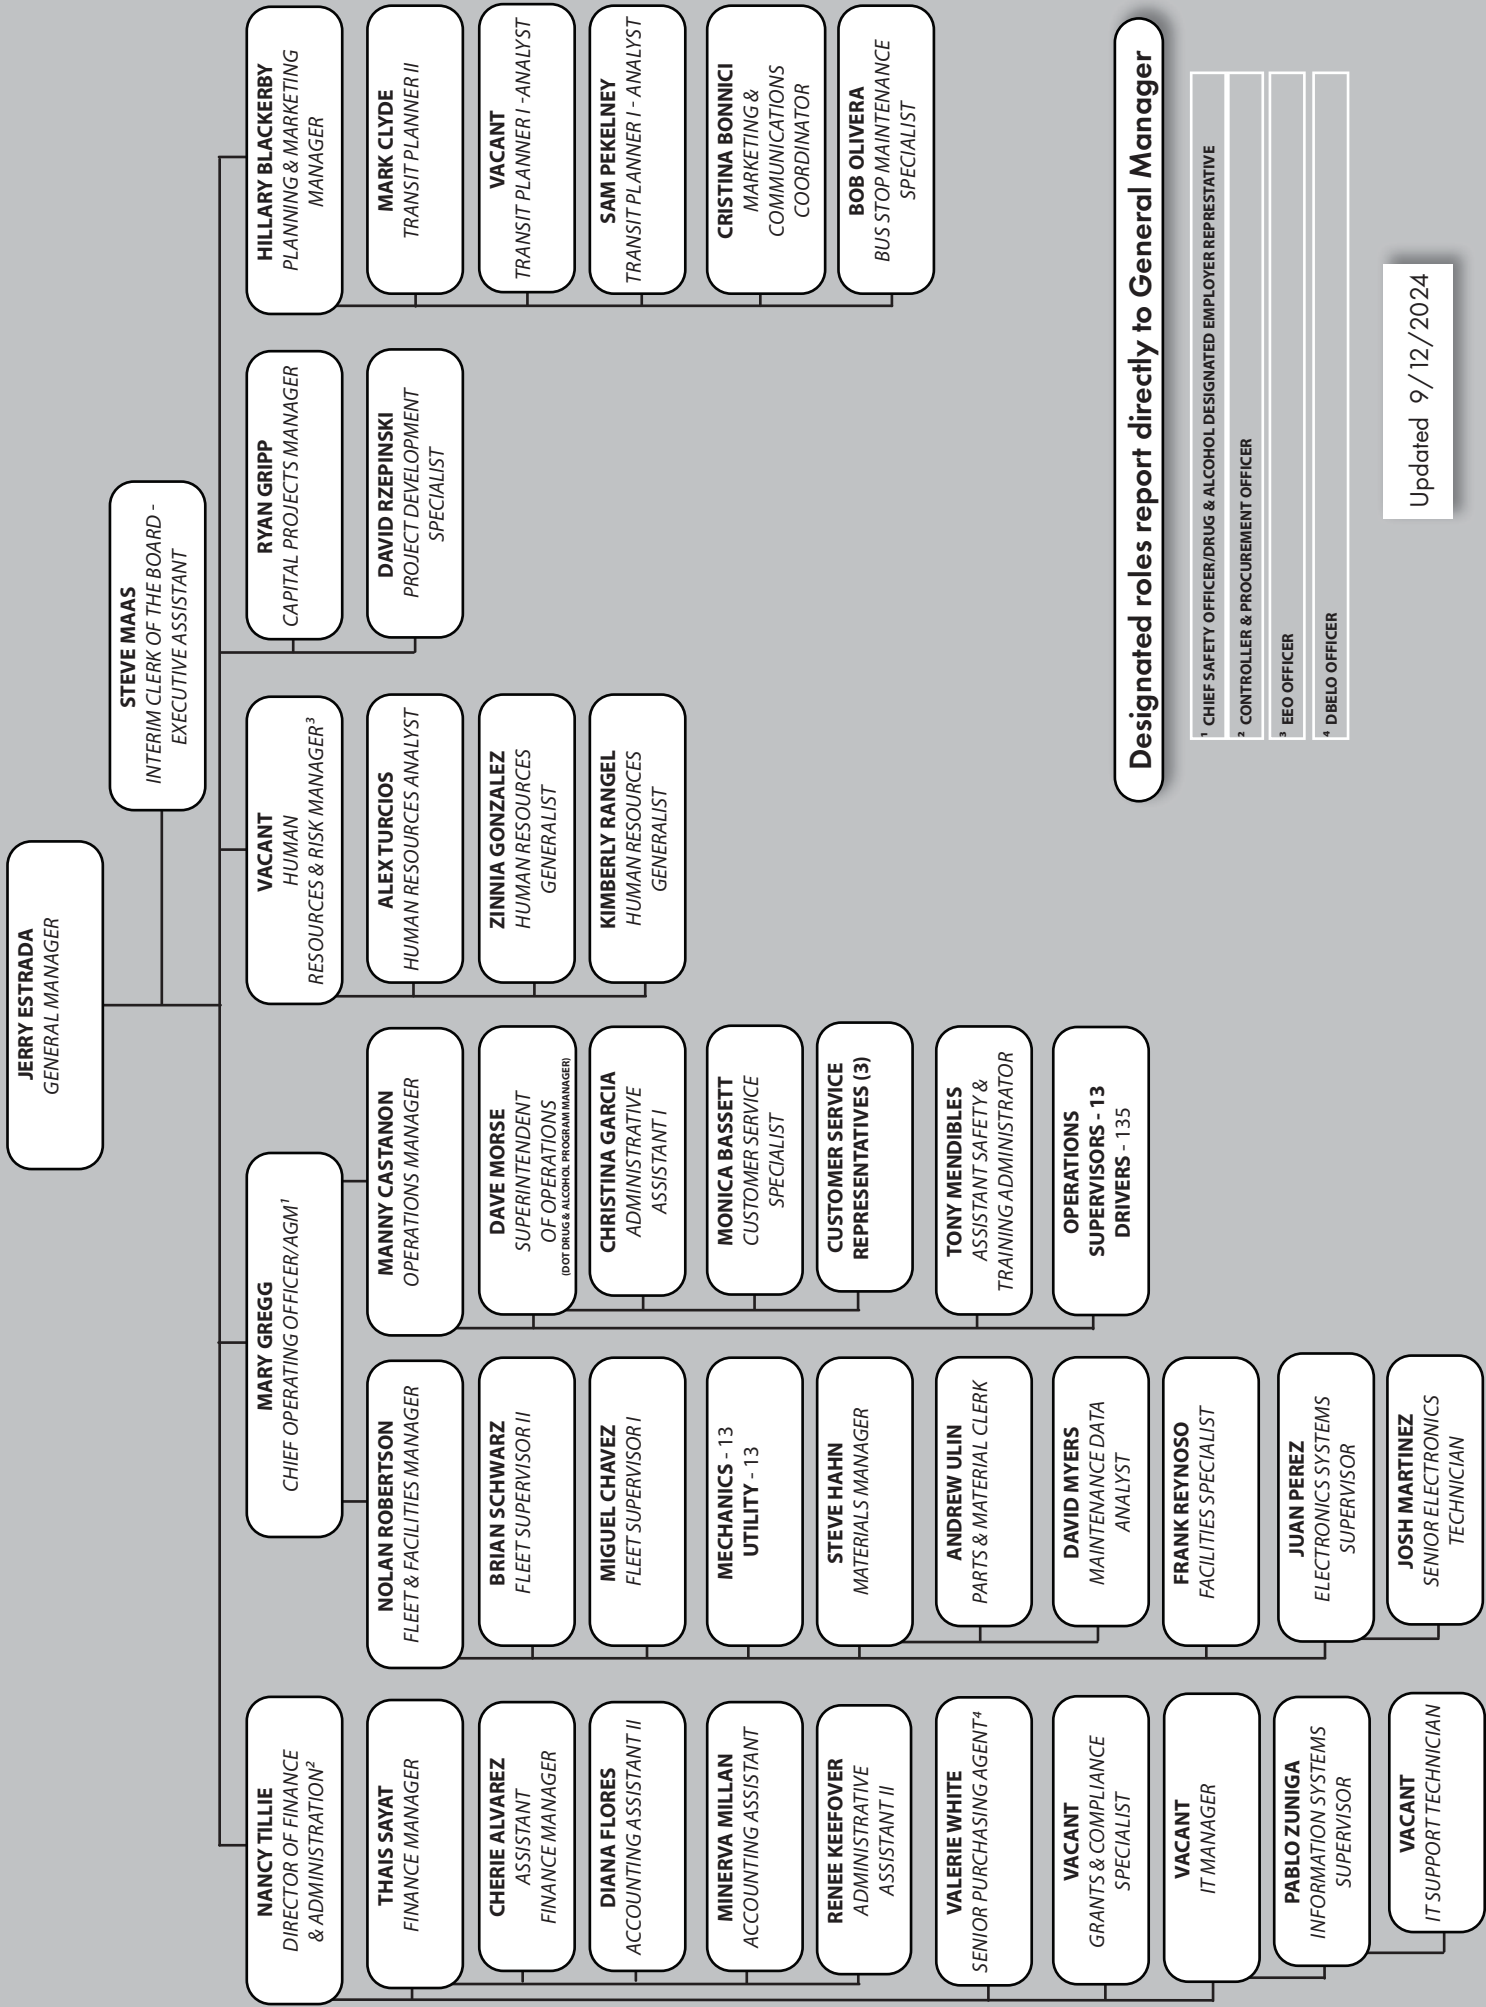 JERRY ESTRADA
GENERAL MANAGER
STEVE MAAS
INTERIM CLERK OF THE BOARD -
EXECUTIVE ASSISTANT
NANCY TILLIE
DIRECTOR OF FINANCE
& ADMINISTRATION²
THAIS SAYAT
FINANCE MANAGER
CHERIE ALVAREZ
ASSISTANT
FINANCE MANAGER
DIANA FLORES
ACCOUNTING ASSISTANT II
MINERVA MILLAN
ACCOUNTING ASSISTANT
RENEE KEEFOVER
ADMINISTRATIVE
ASSISTANT II
VALERIE WHITE
SENIOR PURCHASING AGENT⁴
VACANT
GRANTS & COMPLIANCE
SPECIALIST
VACANT
IT MANAGER
PABLO ZUNIGA
INFORMATION SYSTEMS
SUPERVISOR
VACANT
IT SUPPORT TECHNICIAN
MARY GREGG
CHIEF OPERATING OFFICER/AGM¹
NOLAN ROBERTSON
FLEET & FACILITIES MANAGER
BRIAN SCHWARZ
FLEET SUPERVISOR II
MIGUEL CHAVEZ
FLEET SUPERVISOR I
MECHANICS - 13
UTILITY - 13
STEVE HAHN
MATERIALS MANAGER
ANDREW ULIN
PARTS & MATERIAL CLERK
DAVID MYERS
MAINTENANCE DATA
ANALYST
FRANK REYNOSO
FACILITIES SPECIALIST
JUAN PEREZ
ELECTRONICS SYSTEMS
SUPERVISOR
JOSH MARTINEZ
SENIOR ELECTRONICS
TECHNICIAN
MANNY CASTANON
OPERATIONS MANAGER
DAVE MORSE
SUPERINTENDENT
OF OPERATIONS
(DOT DRUG & ALCOHOL PROGRAM MANAGER)
CHRISTINA GARCIA
ADMINISTRATIVE
ASSISTANT I
MONICA BASSETT
CUSTOMER SERVICE
SPECIALIST
CUSTOMER SERVICE
REPRESENTATIVES (3)
TONY MENDIBLES
ASSISTANT SAFETY &
TRAINING ADMINISTRATOR
OPERATIONS
SUPERVISORS - 13
DRIVERS - 135
VACANT
HUMAN
RESOURCES & RISK MANAGER³
ALEX TURCIOS
HUMAN RESOURCES ANALYST
ZINNIA GONZALEZ
HUMAN RESOURCES
GENERALIST
KIMBERLY RANGEL
HUMAN RESOURCES
GENERALIST
RYAN GRIPP
CAPITAL PROJECTS MANAGER
DAVID RZEPINSKI
PROJECT DEVELOPMENT
SPECIALIST
HILLARY BLACKERBY
PLANNING & MARKETING
MANAGER
MARK CLYDE
TRANSIT PLANNER II
VACANT
TRANSIT PLANNER I -ANALYST
SAM PEKELNEY
TRANSIT PLANNER I - ANALYST
CRISTINA BONNICI
MARKETING &
COMMUNICATIONS
COORDINATOR
BOB OLIVERA
BUS STOP MAINTENANCE
SPECIALIST
Designated roles report directly to General Manager
¹ CHIEF SAFETY OFFICER/DRUG & ALCOHOL DESIGNATED EMPLOYER REPRESTATIVE
² CONTROLLER & PROCUREMENT OFFICER
³ EEO OFFICER
⁴ DBELO OFFICER
Updated 9/12/2024